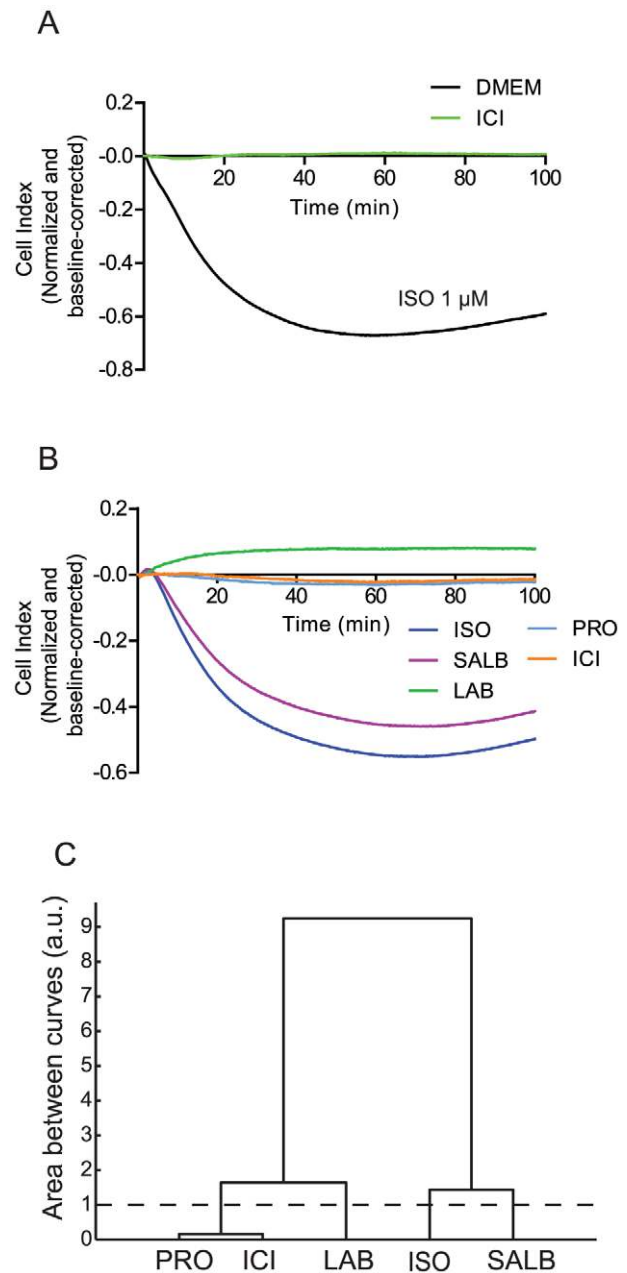 A
DMEM
ICI
0.2
-0.0
-0.2
-0.4
-0.6
-0.8
20 40 60 80 100
Time (min)
Cell Index
(Normalized and
baseline-corrected)
ISO 1 μM
B
0.2
-0.0
-0.2
-0.4
-0.6
20 40 60 80 100
Time (min)
Cell Index
(Normalized and
baseline-corrected)
ISO PRO
SALB ICI
LAB
C
Area between curves (a.u.)
9
8
7
6
5
4
3
2
1
0
PRO ICI LAB ISO SALB